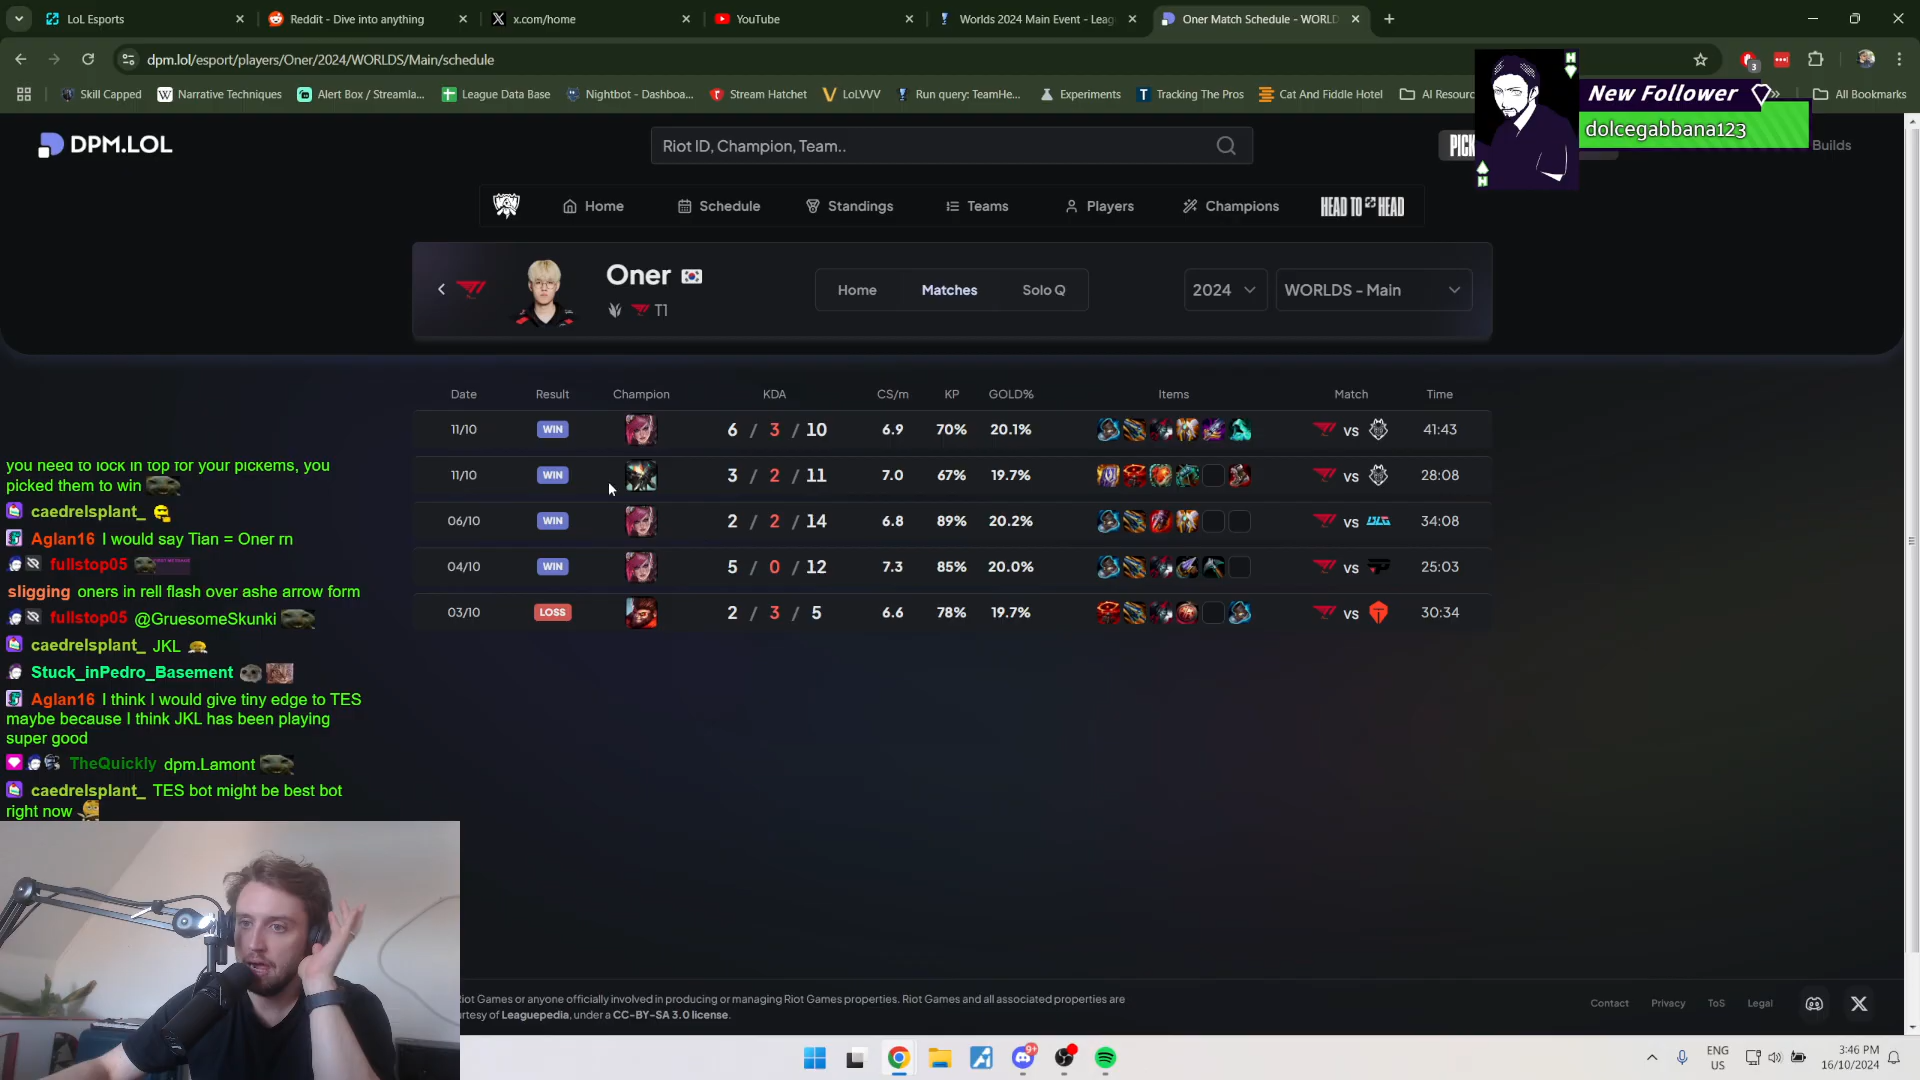 LoL Esports
Reddit - Dive into anything
x.com/home
YouTube
Worlds 2024 Main Event - Leag
Oner Match Schedule - WORLD
dpm.lol/esport/players/Oner/2024/WORLDS/Main/schedule
3
Skill Capped
Narrative Techniques
Alert Box / Streamla...
League Data Base
Nightbot - Dashboa...
Stream Hatchet
LoLVVV
Run query: TeamHe...
Experiments
Tracking The Pros
Cat And Fiddle Hotel
AI Resourc
All Bookmarks
New Follower
dolcegabbana123
DPM.LOL
Riot ID, Champion, Team..
PICK
Builds
Home
Schedule
Standings
Teams
Players
Champions
HEAD TO HEAD
Oner
T1
Home
Matches
Solo Q
2024
WORLDS - Main
Date Result Champion KDA CS/m KP GOLD% Items Match Time
11/10 WIN 6 / 3 / 10 6.9 70% 20.1% vs 41:43
11/10 WIN 3 / 2 / 11 7.0 67% 19.7% vs 28:08
06/10 WIN 2 / 2 / 14 6.8 89% 20.2% vs BLG 34:08
04/10 WIN 5 / 0 / 12 7.3 85% 20.0% vs 25:03
03/10 LOSS 2 / 3 / 5 6.6 78% 19.7% vs 30:34
you need to lock in top for your pickems, you
picked them to win
caedrelsplant_
Aglan16 I would say Tian = Oner rn
fullstop05
sligging oners in rell flash over ashe arrow form
fullstop05 @GruesomeSkunki
caedrelsplant_ JKL
Stuck_inPedro_Basement
Aglan16 I think I would give tiny edge to TES
maybe because I think JKL has been playing
super good
TheQuickly dpm.Lamont
caedrelsplant_ TES bot might be best bot
right now
Riot Games or anyone officially involved in producing or managing Riot Games properties. Riot Games and all associated properties are
rtesy of Leaguepedia, under a CC-BY-SA 3.0 license.
Contact
Privacy
ToS
Legal
9+
ENG
US
3:46 PM
16/10/2024